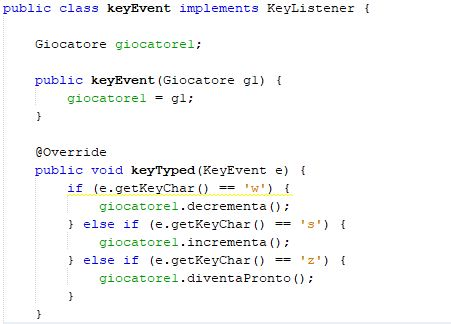 public class keyEvent implements KeyListener {
Giocatore giocatore1;
public keyEvent(Giocatore g1) {
giocatore1 = g1;
}
@Override
public void keyTyped(KeyEvent e) {
if (e.getKeyChar() == 'w') {
giocatore1.decrementa();
} else if (e.getKeyChar() == 's') {
giocatore1.incrementa();
} else if (e.getKeyChar() == 'z') {
giocatore1.diventaPronto();
}
}